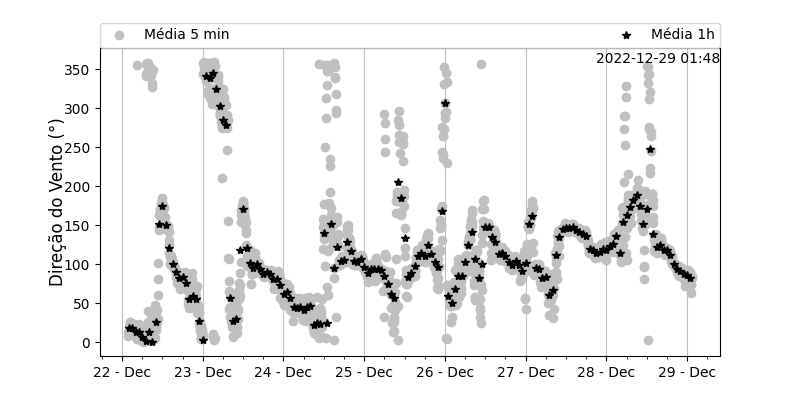 Média 5 min
Média 1h
2022-12-29 01:48
Direção do Vento (°)
350
300
250
200
150
100
50
0
22 - Dec
23 - Dec
24 - Dec
25 - Dec
26 - Dec
27 - Dec
28 - Dec
29 - Dec